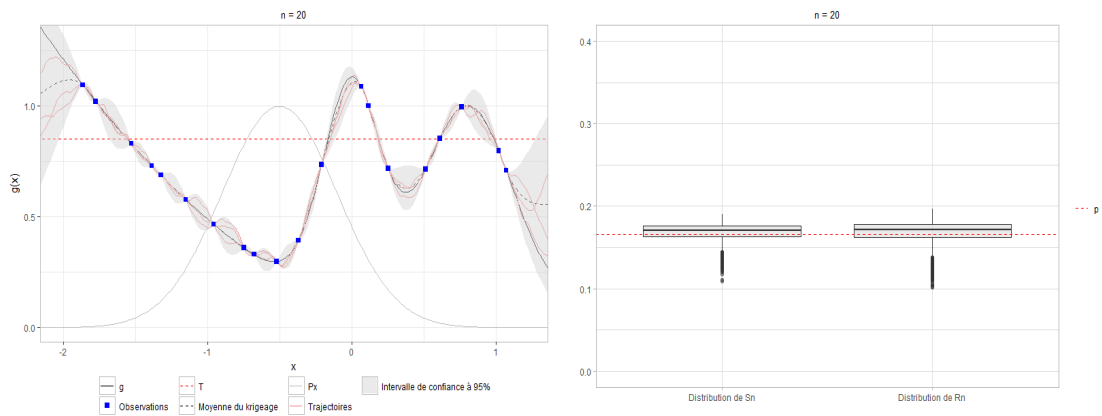 n = 20
g(x)
1.0
0.5
0.0
-2
-1
0
1
x
g
T
Px
Intervalle de confiance à 95%
Observations
Moyenne du krigeage
Trajectoires
n = 20
0.4
0.3
0.2
0.1
0.0
Distribution de Sn
Distribution de Rn
p